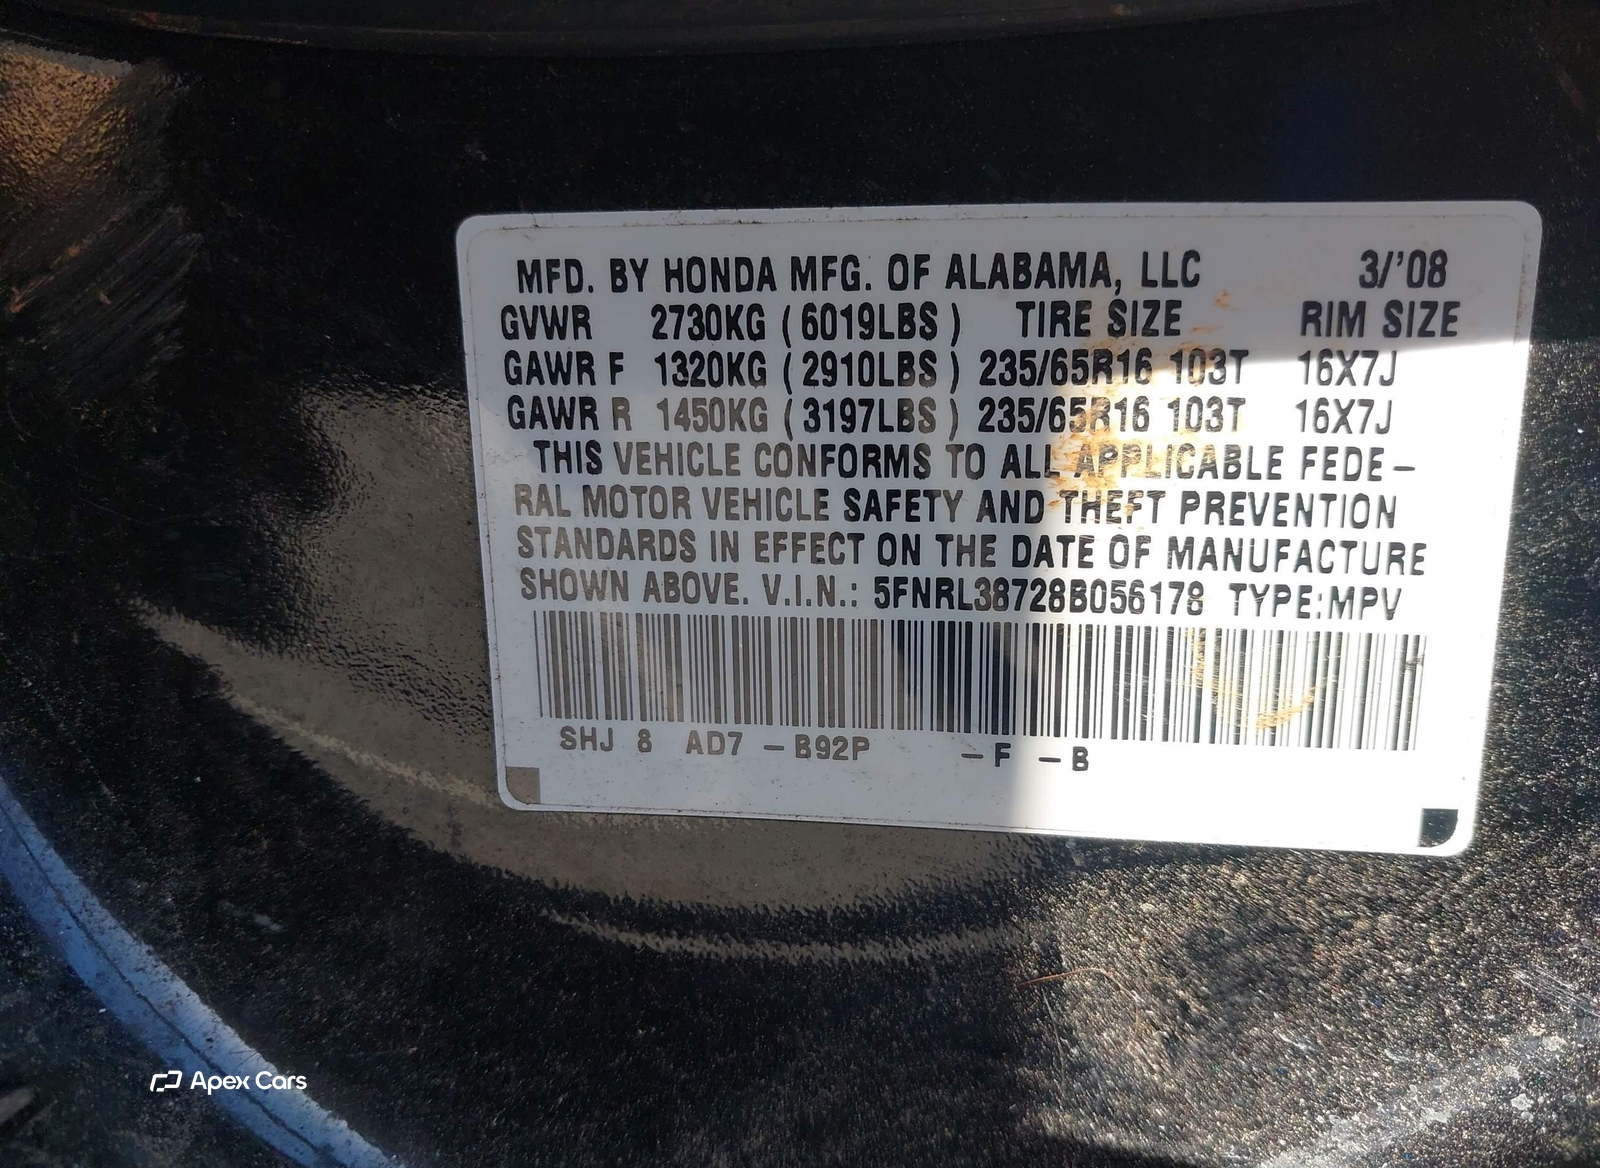 MFD. BY HONDA MFG. OF ALABAMA, LLC 3/'08
GVWR 2730KG (6019LBS) TIRE SIZE RIM SIZE
GAWR F 1320KG (2910LBS) 235/65R16 103T 16X7J
GAWR R 1450KG (3197LBS) 235/65R16 103T 16X7J
THIS VEHICLE CONFORMS TO ALL APPLICABLE FEDE-
RAL MOTOR VEHICLE SAFETY AND THEFT PREVENTION
STANDARDS IN EFFECT ON THE DATE OF MANUFACTURE
SHOWN ABOVE. V.I.N.: 5FNRL38728B056178 TYPE:MPV
SHJ 8 AD7 -B92P -F -B
Apex Cars